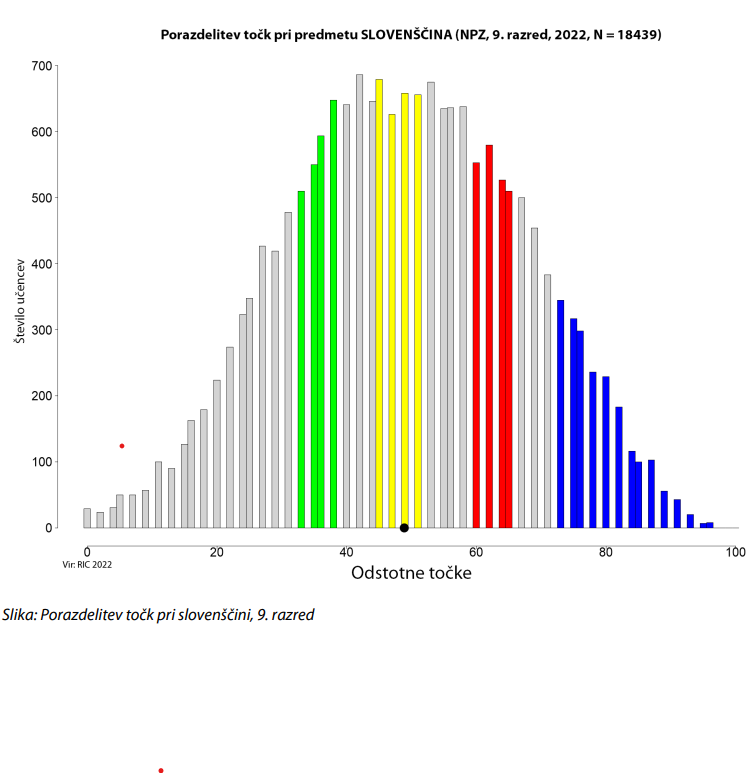 Porazdelitev točk pri predmetu SLOVENŠČINA (NPZ, 9. razred, 2022, N = 18439)
700
600
500
400
300
200
100
0
Število učencev
0 20 40 60 80 100
Vir: RIC 2022
Odstotne točke
Slika: Porazdelitev točk pri slovenščini, 9. razred